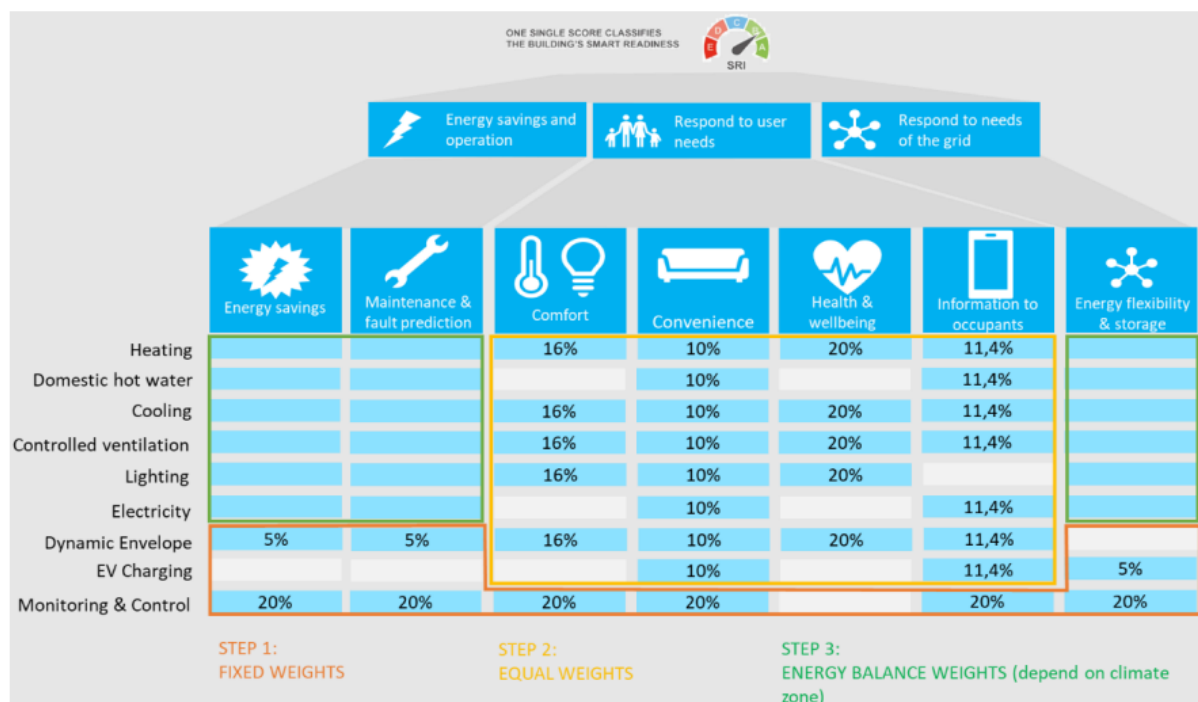 ONE SINGLE SCORE CLASSIFIES
THE BUILDING'S SMART READINESS
E D C B A
SRI
Energy savings and
operation
Respond to user
needs
Respond to needs
of the grid
Energy savings
Maintenance &
fault prediction
Comfort
Convenience
Health &
wellbeing
Information to
occupants
Energy flexibility
& storage
Heating 16% 10% 20% 11,4%
Domestic hot water 10% 11,4%
Cooling 16% 10% 20% 11,4%
Controlled ventilation 16% 10% 20% 11,4%
Lighting 16% 10% 20%
Electricity 10% 11,4%
Dynamic Envelope 5% 5% 16% 10% 20% 11,4%
EV Charging 10% 11,4% 5%
Monitoring & Control 20% 20% 20% 20% 20% 20%
STEP 1:
FIXED WEIGHTS
STEP 2:
EQUAL WEIGHTS
STEP 3:
ENERGY BALANCE WEIGHTS (depend on climate
zone)